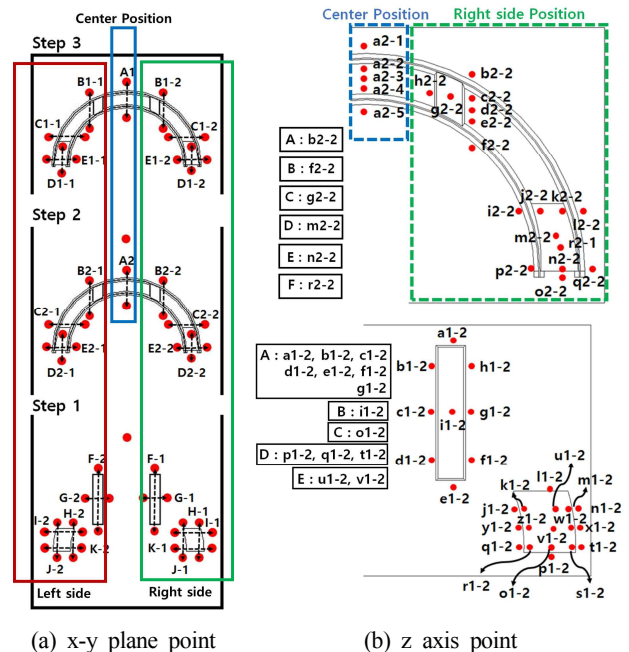 Center Position
Step 3
A1
B1-1
B1-2
C1-1
C1-2
E1-1
E1-2
D1-1
D1-2
Step 2
A2
B2-1
B2-2
C2-1
C2-2
E2-1
E2-2
D2-1
D2-2
Step 1
F-2
F-1
G-2
G-1
H-2
H-1
I-2
I-1
K-2
K-1
J-2
J-1
Left side
Right side
(a) x-y plane point
Center Position
Right side Position
a2-1
a2-2
a2-3
a2-4
a2-5
h2-2
g2-2
b2-2
c2-2
d2-2
e2-2
f2-2
j2-2 k2-2
i2-2
l2-2
m2-2
r2-1
n2-2
p2-2
q2-2
o2-2
A : b2-2
B : f2-2
C : g2-2
D : m2-2
E : n2-2
F : r2-2
A : a1-2, b1-2, c1-2
d1-2, e1-2, f1-2
g1-2
B : i1-2
C : o1-2
D : p1-2, q1-2, t1-2
E : u1-2, v1-2
a1-2
b1-2
h1-2
c1-2
g1-2
i1-2
d1-2
f1-2
e1-2
u1-2
l1-2
m1-2
k1-2
j1-2
n1-2
z1-2
w1-2
y1-2
x1-2
v1-2
q1-2
t1-2
p1-2
r1-2
o1-2
s1-2
(b) z axis point